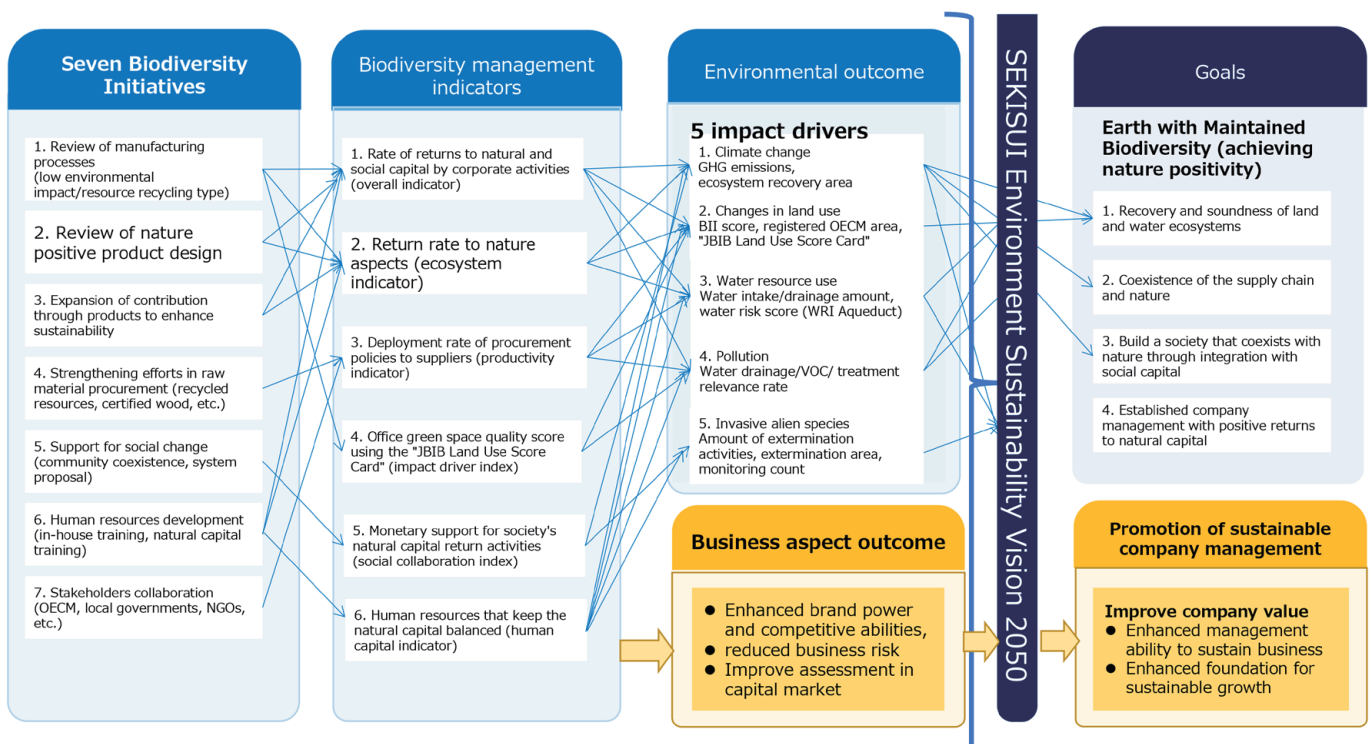 Seven Biodiversity
Initiatives
1. Review of manufacturing
processes
(low environmental
impact/resource recycling type)
2. Review of nature
positive product design
3. Expansion of contribution
through products to enhance
sustainability
4. Strengthening efforts in raw
material procurement (recycled
resources, certified wood, etc.)
5. Support for social change
(community coexistence, system
proposal)
6. Human resources development
(in-house training, natural capital
training)
7. Stakeholders collaboration
(OECM, local governments, NGOs,
etc.)
Biodiversity management
indicators
1. Rate of returns to natural and
social capital by corporate activities
(overall indicator)
2. Return rate to nature
aspects (ecosystem
indicator)
3. Deployment rate of procurement
policies to suppliers (productivity
indicator)
4. Office green space quality score
using the "JBIB Land Use Score
Card" (impact driver index)
5. Monetary support for society's
natural capital return activities
(social collaboration index)
6. Human resources that keep the
natural capital balanced (human
capital indicator)
Environmental outcome
5 impact drivers
1. Climate change
GHG emissions,
ecosystem recovery area
2. Changes in land use
BII score, registered OECM area,
"JBIB Land Use Score Card"
3. Water resource use
Water intake/drainage amount,
water risk score (WRI Aqueduct)
4. Pollution
Water drainage/VOC/ treatment
relevance rate
5. Invasive alien species
Amount of extermination
activities, extermination area,
monitoring count
Business aspect outcome
● Enhanced brand power
and competitive abilities,
● reduced business risk
● Improve assessment in
capital market
SEKISUI Environment Sustainability Vision 2050
Goals
Earth with Maintained
Biodiversity (achieving
nature positivity)
1. Recovery and soundness of land
and water ecosystems
2. Coexistence of the supply chain
and nature
3. Build a society that coexists with
nature through integration with
social capital
4. Established company
management with positive returns
to natural capital
Promotion of sustainable
company management
Improve company value
● Enhanced management
ability to sustain business
● Enhanced foundation for
sustainable growth